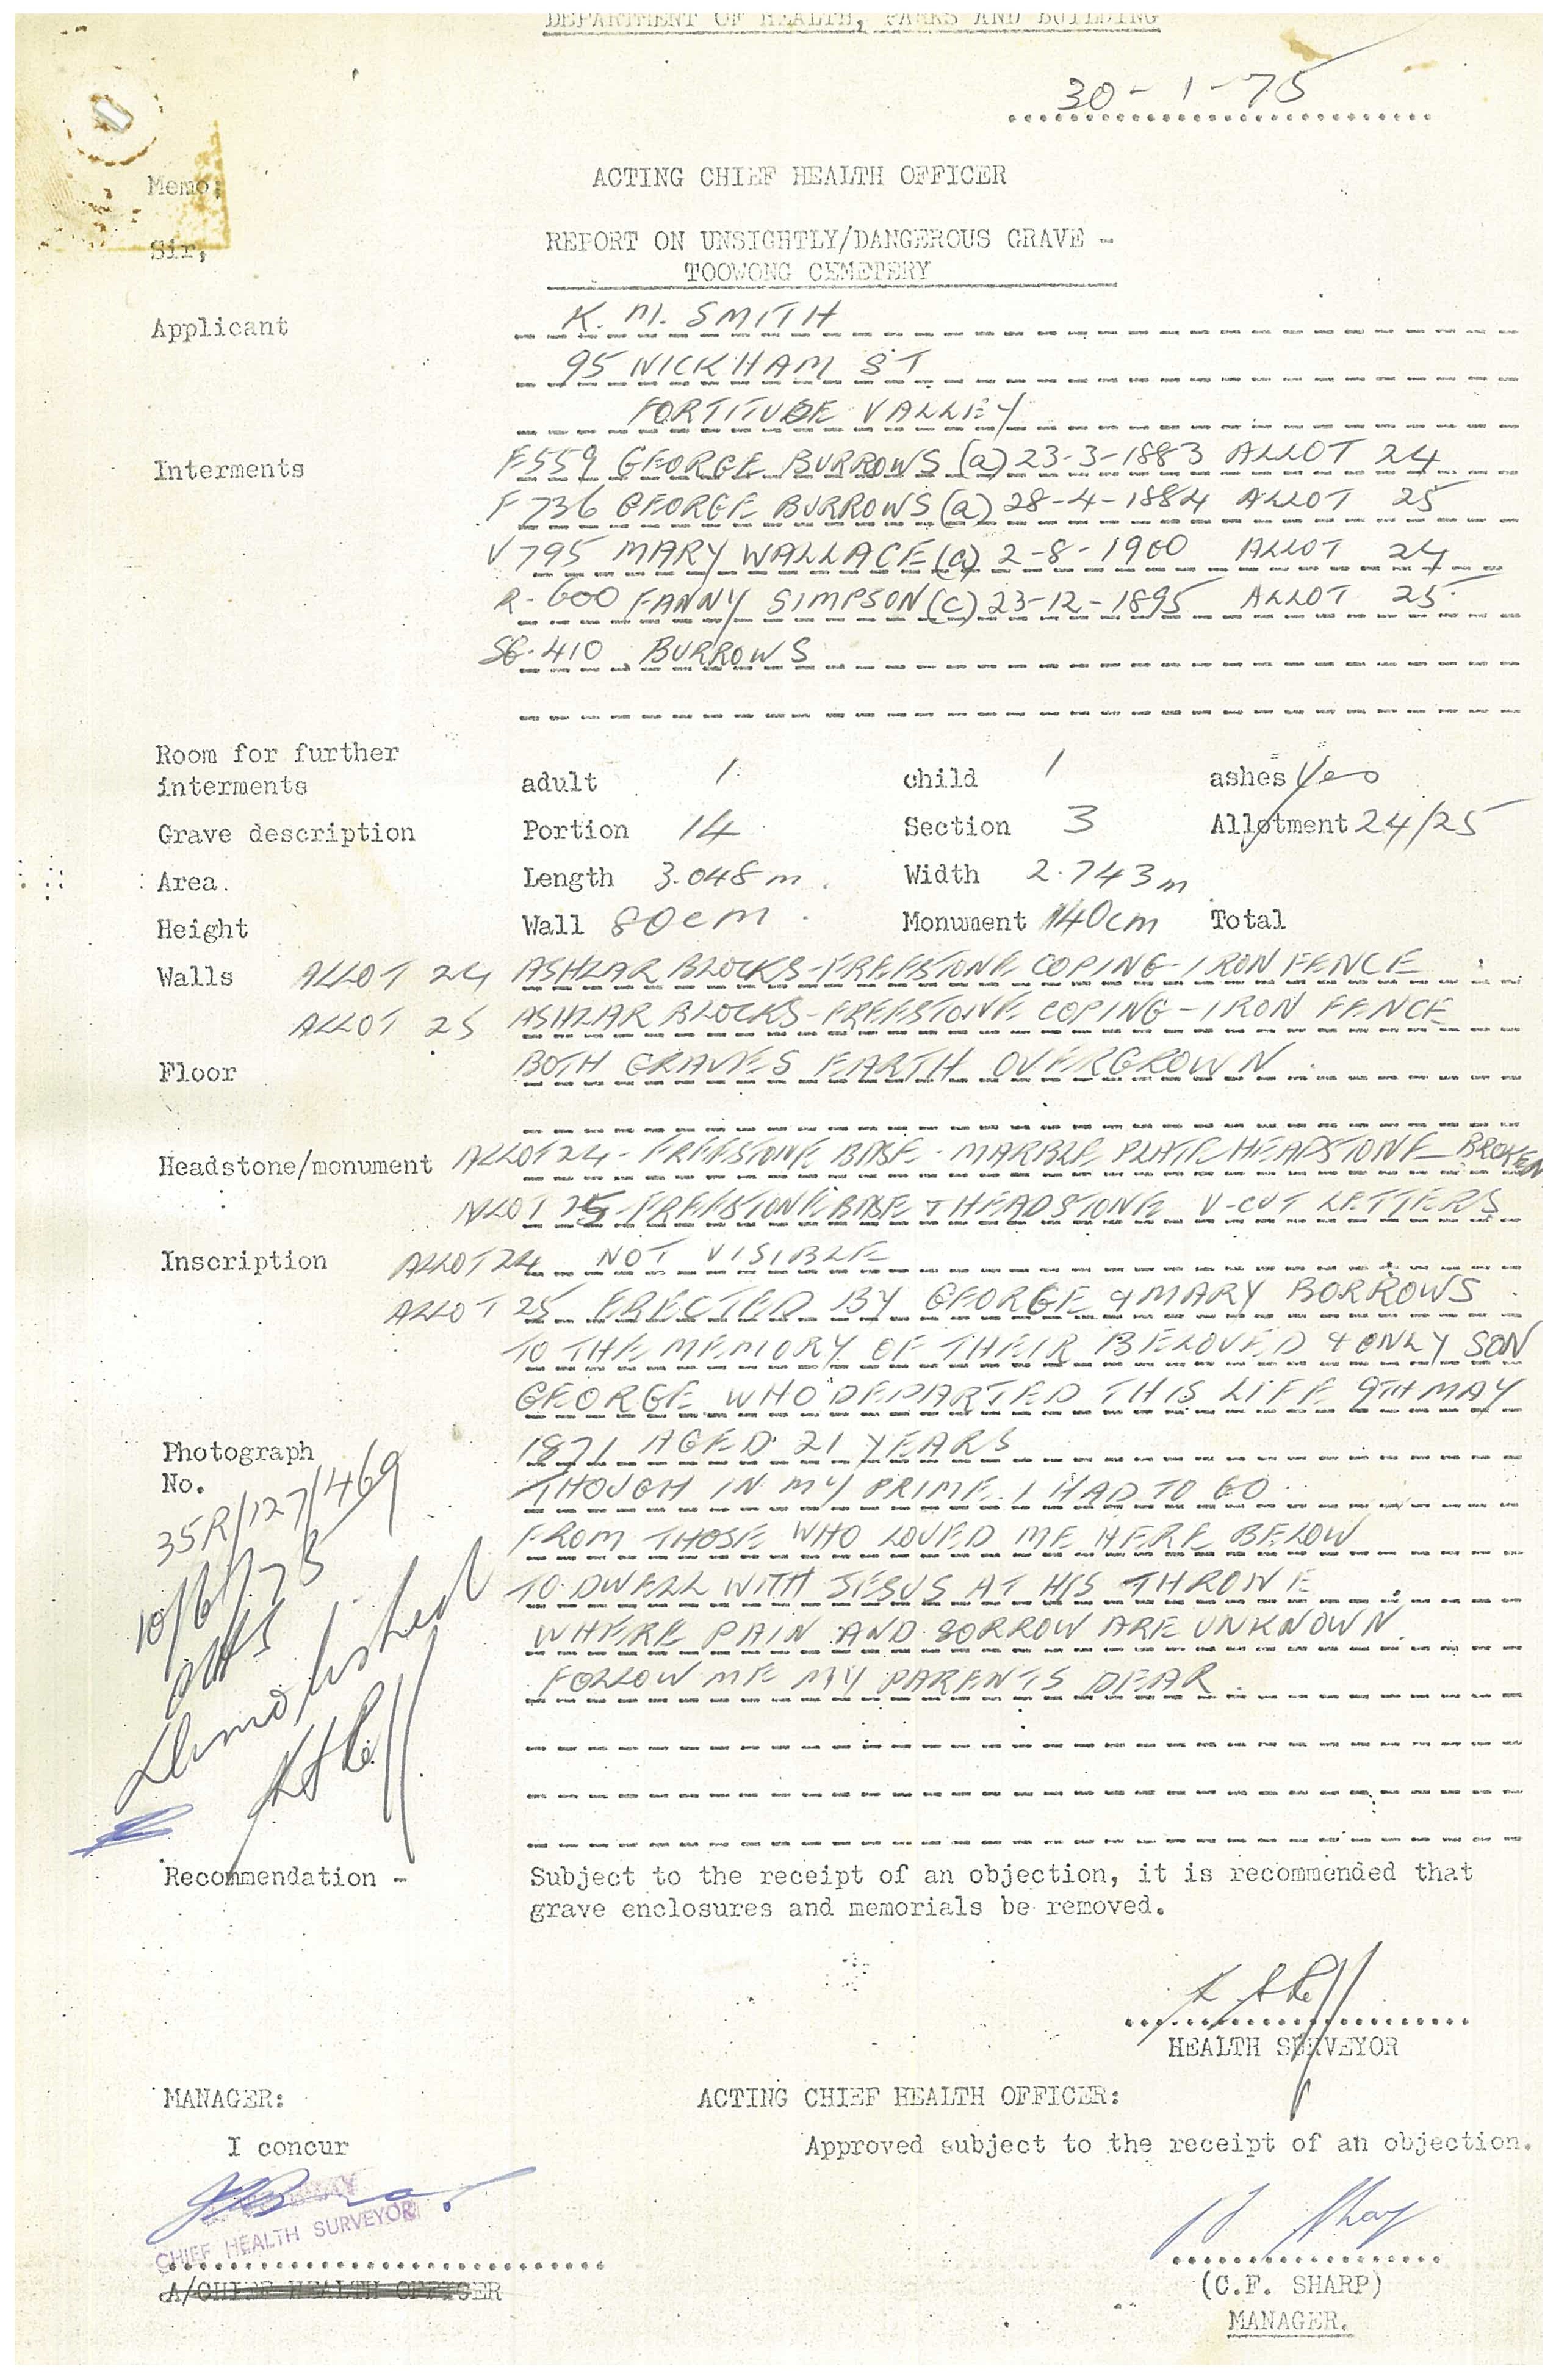 DEPARTMENT OF HEALTH, PARKS AND BUILDING
30-1-75
Memo:
ACTING CHIEF HEALTH OFFICER
Sir,
REPORT ON UNSIGHTLY/DANGEROUS GRAVE -
TOOWONG CEMETERY
Applicant K. M. SMITH
95 WICKHAM ST
FORTITUDE VALLEY
Interments F559 GEORGE BURROWS (a) 23-3-1883 ALLOT 24
F736 GEORGE BURROWS (a) 28-4-1884 ALLOT 25
V795 MARY WALLACE (a) 2-8-1900 ALLOT 24
R-600 FANNY SIMPSON (c) 23-12-1895 ALLOT 25
SG-410 BURROWS
Room for further
interments adult 1 child 1 ashes Yes
Grave description Portion 14 Section 3 Allotment 24/25
Area. Length 3.048m. Width 2.743m
Height Wall 80cm. Monument 140cm Total
Walls ALLOT 24 ASHLAR BLOCKS-FREESTONE COPING-IRON FENCE
ALLOT 25 ASHLAR BLOCKS-FREESTONE COPING-IRON FENCE
Floor BOTH GRAVES EARTH OVERGROWN
Headstone/monument ALLOT 24- FREESTONE BASE-MARBLE PLATE HEADSTONE BROKEN
ALLOT 25-FREESTONE BASE & HEADSTONE V-CUT LETTERS
Inscription ALLOT 24 NOT VISIBLE
ALLOT 25 ERECTED BY GEORGE & MARY BORROWS
TO THE MEMORY OF THEIR BELOVED & ONLY SON
GEORGE WHO DEPARTED THIS LIFE 9TH MAY
Photograph 1871 AGED 21 YEARS
No. THOUGH IN MY PRIME I HAD TO GO
35R/127/469
FROM THOSE WHO LOVED ME HERE BELOW
10/6/75
TO DWELL WITH JESUS AT HIS THRONE
WHERE PAIN AND SORROW ARE UNKNOWN.
FOLLOW ME MY PARENTS DEAR.
Demolished
Recommendation - Subject to the receipt of an objection, it is recommended that
grave enclosures and memorials be removed.
HEALTH SURVEYOR
MANAGER: ACTING CHIEF HEALTH OFFICER:
I concur Approved subject to the receipt of an objection.
CHIEF HEALTH SURVEYOR
A/CHIEF HEALTH OFFICER
(C.F. SHARP)
MANAGER.